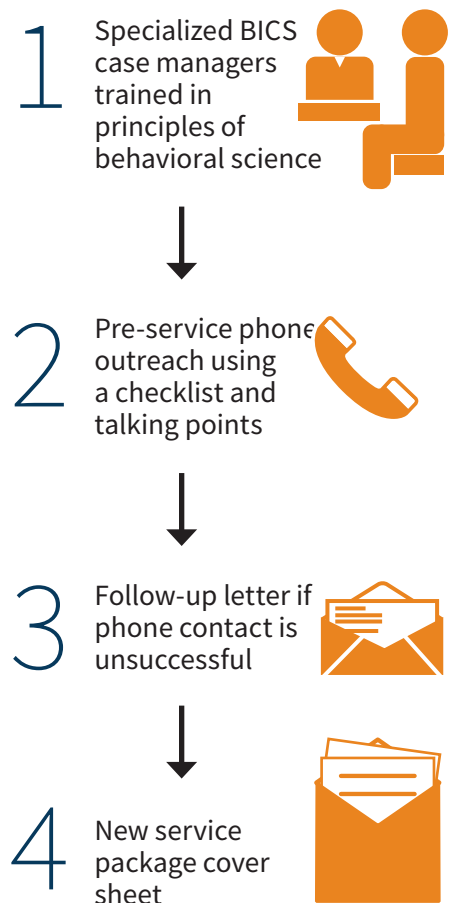 1
Specialized BICS
case managers
trained in
principles of
behavioral science
2
Pre-service phone
outreach using
a checklist and
talking points
3
Follow-up letter if
phone contact is
unsuccessful
4
New service
package cover
sheet